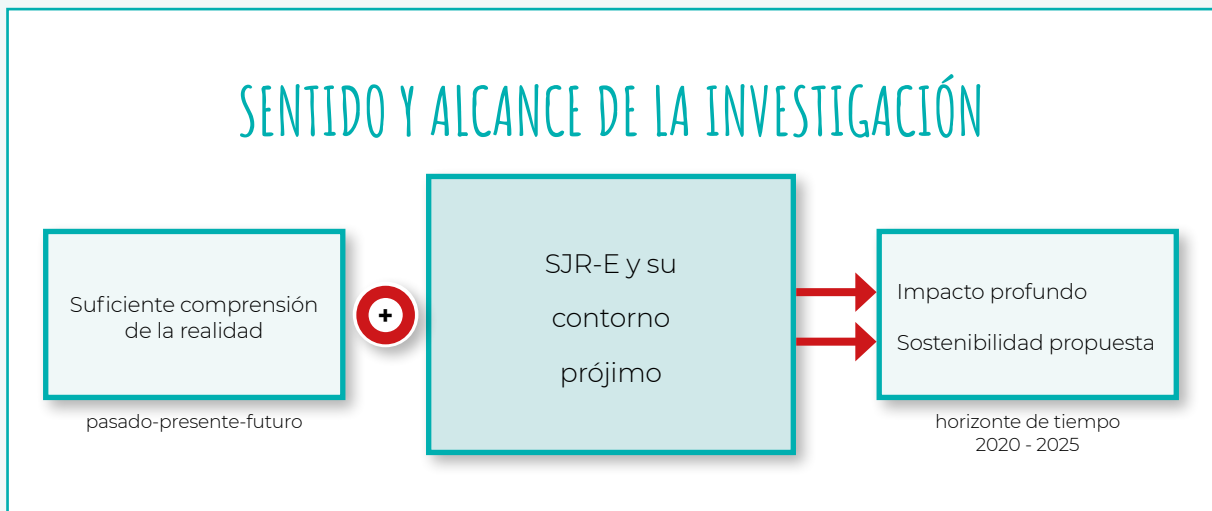 SENTIDO Y ALCANCE DE LA INVESTIGACIÓN
Suficiente comprensión
de la realidad
pasado-presente-futuro
+
SJR-E y su
contorno
prójimo
Impacto profundo
Sostenibilidad propuesta
horizonte de tiempo
2020 - 2025